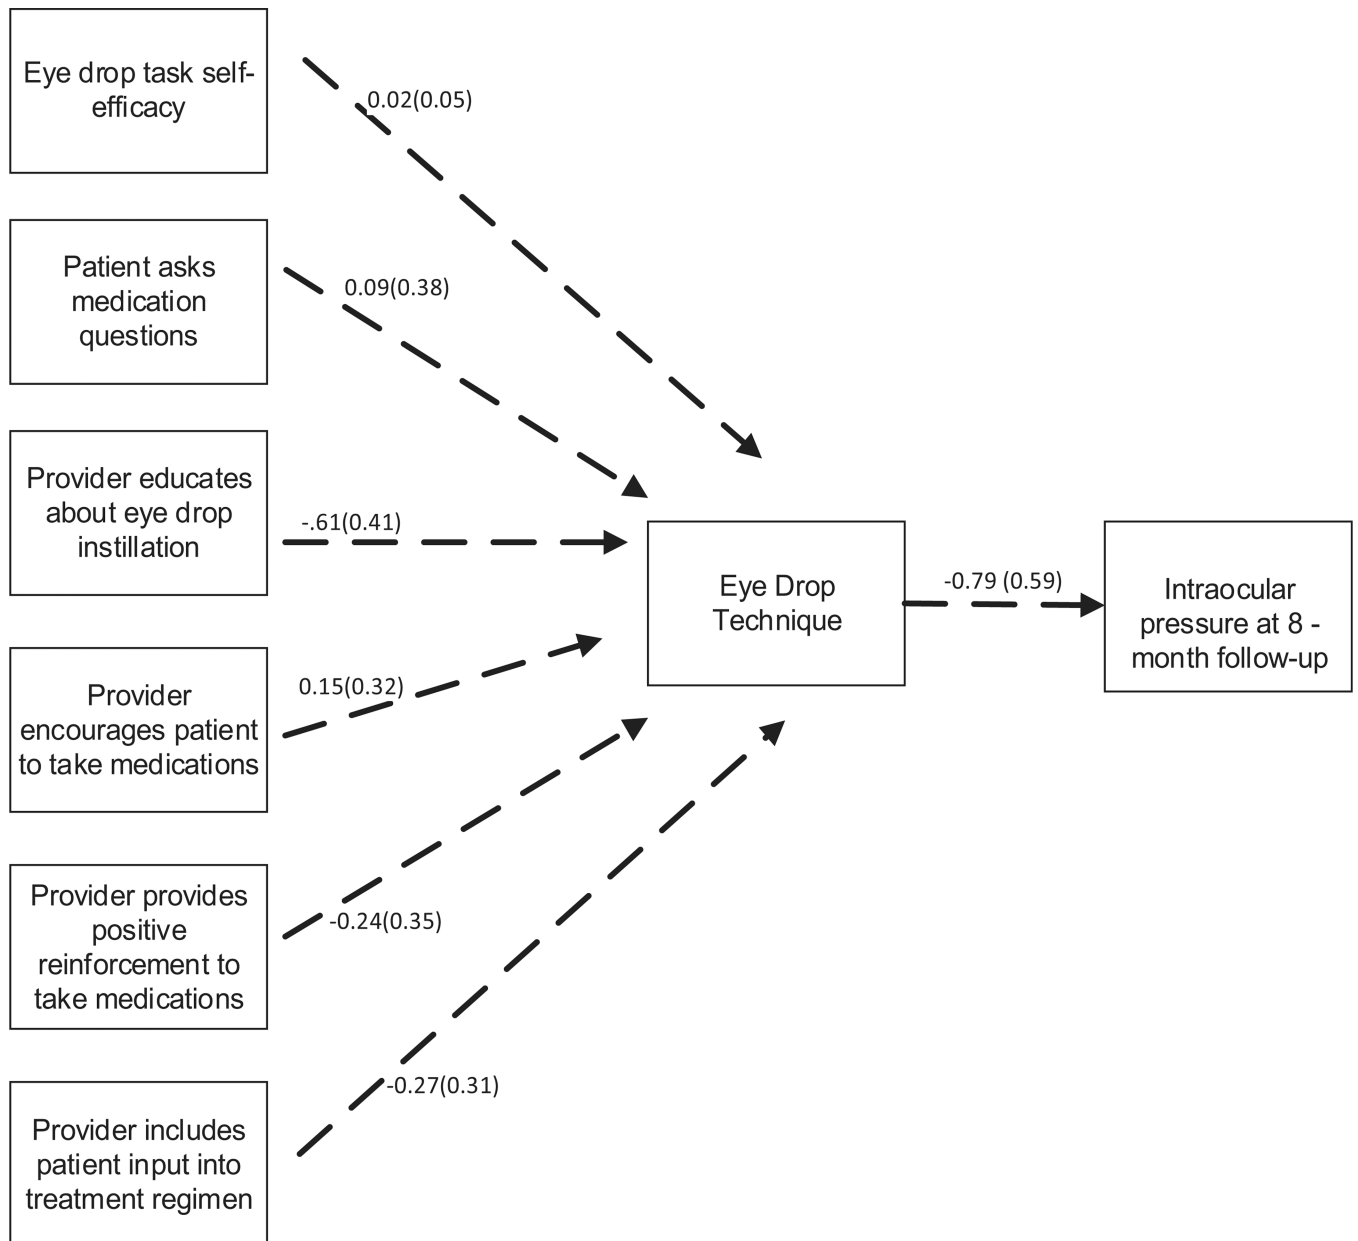 Eye drop task self-
efficacy
0.02(0.05)
Patient asks
medication
questions
0.09(0.38)
Provider educates
about eye drop
instillation
-.61(0.41)
Eye Drop
Technique
-0.79 (0.59)
Intraocular
pressure at 8 -
month follow-up
Provider
encourages patient
to take medications
0.15(0.32)
Provider provides
positive
reinforcement to
take medications
-0.24(0.35)
Provider includes
patient input into
treatment regimen
-0.27(0.31)